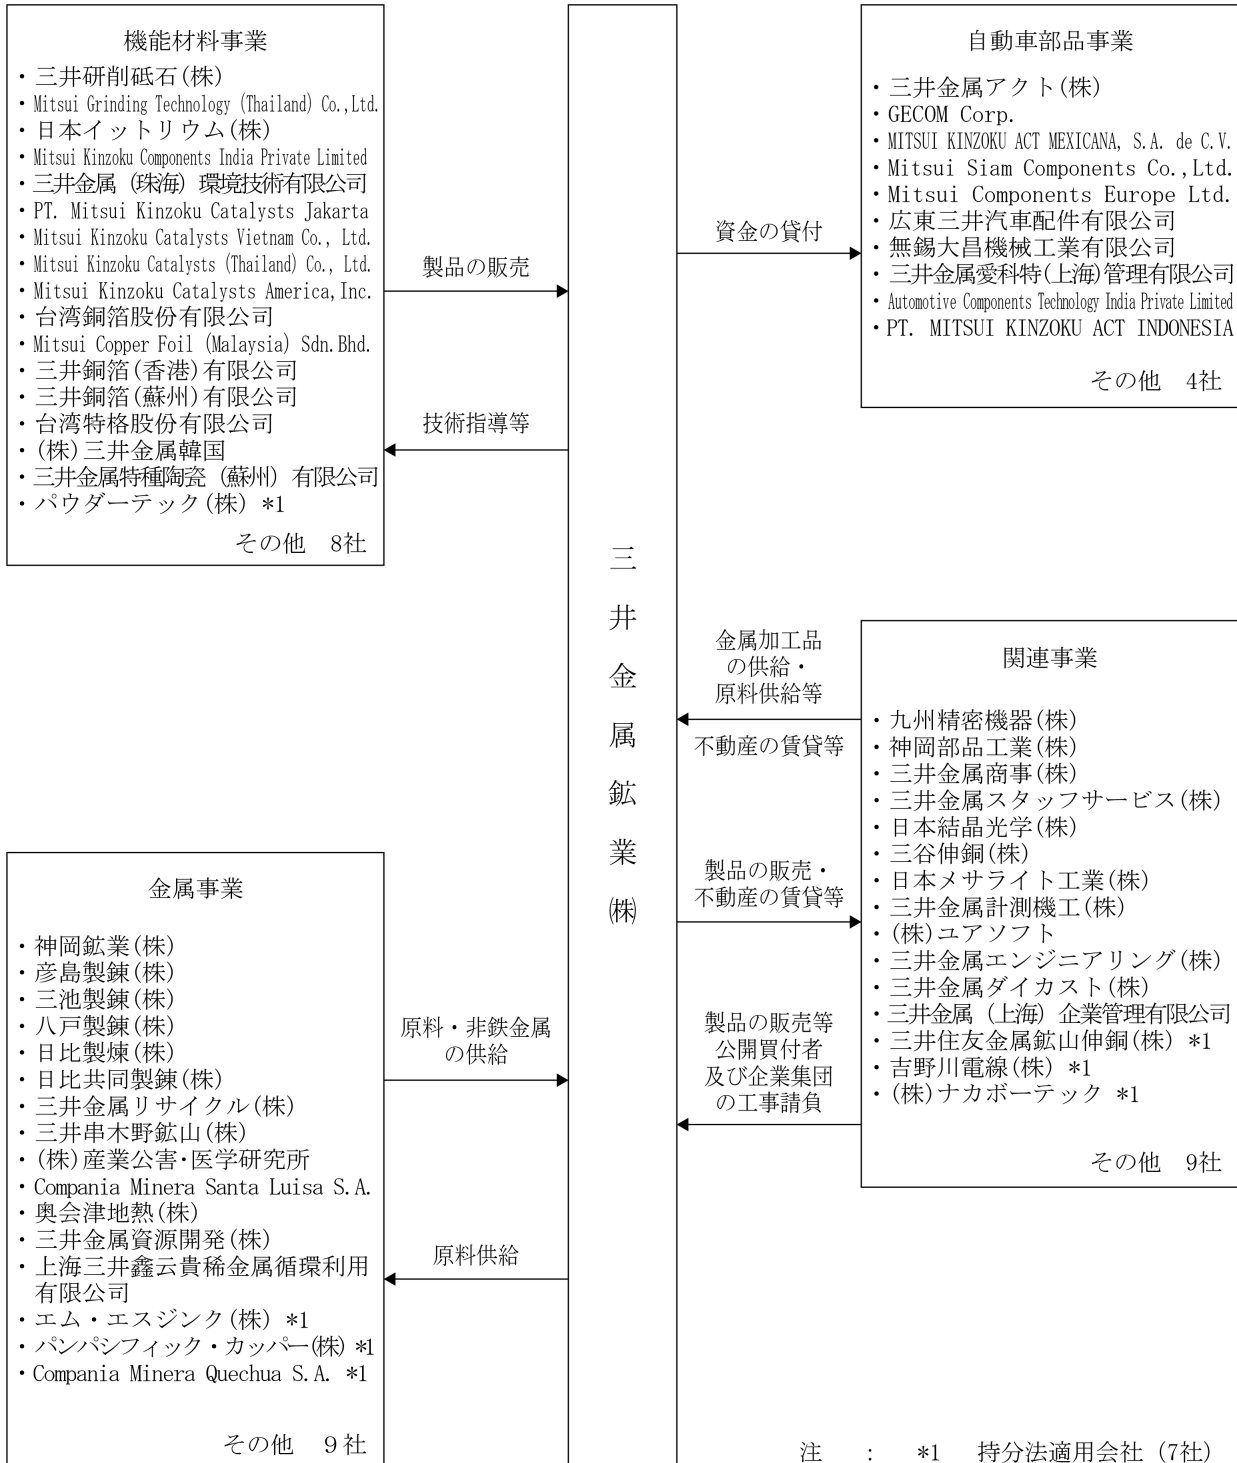 機能材料事業
・三井研削砥石(株)
・Mitsui Grinding Technology (Thailand) Co.,Ltd.
・日本イットリウム(株)
・Mitsui Kinzoku Components India Private Limited
・三井金属（珠海）環境技術有限公司
・PT. Mitsui Kinzoku Catalysts Jakarta
・Mitsui Kinzoku Catalysts Vietnam Co., Ltd.
・Mitsui Kinzoku Catalysts (Thailand) Co., Ltd.
・Mitsui Kinzoku Catalysts America,Inc.
・台湾銅箔股份有限公司
・Mitsui Copper Foil (Malaysia) Sdn.Bhd.
・三井銅箔(香港)有限公司
・三井銅箔(蘇州)有限公司
・台湾特格股份有限公司
・(株)三井金属韓国
・三井金属特種陶瓷（蘇州）有限公司
・パウダーテック(株) *1
その他　8社
製品の販売
技術指導等
金属事業
・神岡鉱業(株)
・彦島製錬(株)
・三池製錬(株)
・八戸製錬(株)
・日比製煉(株)
・日比共同製錬(株)
・三井金属リサイクル(株)
・三井串木野鉱山(株)
・(株)産業公害・医学研究所
・Compania Minera Santa Luisa S.A.
・奥会津地熱(株)
・三井金属資源開発(株)
・上海三井鑫云貴稀金属循環利用
有限公司
・エム・エスジンク(株) *1
・パンパシフィック・カッパー(株) *1
・Compania Minera Quechua S.A. *1
その他　９社
原料・非鉄金属
の供給
原料供給
三井金属鉱業㈱
資金の貸付
自動車部品事業
・三井金属アクト(株)
・GECOM Corp.
・MITSUI KINZOKU ACT MEXICANA, S.A. de C.V.
・Mitsui Siam Components Co.,Ltd.
・Mitsui Components Europe Ltd.
・広東三井汽車配件有限公司
・無錫大昌機械工業有限公司
・三井金属愛科特(上海)管理有限公司
・Automotive Components Technology India Private Limited
・PT. MITSUI KINZOKU ACT INDONESIA
その他　4社
金属加工品
の供給・
原料供給等
不動産の賃貸等
製品の販売・
不動産の賃貸等
製品の販売等
公開買付者
及び企業集団
の工事請負
関連事業
・九州精密機器(株)
・神岡部品工業(株)
・三井金属商事(株)
・三井金属スタッフサービス(株)
・日本結晶光学(株)
・三谷伸銅(株)
・日本メサライト工業(株)
・三井金属計測機工(株)
・(株)ユアソフト
・三井金属エンジニアリング(株)
・三井金属ダイカスト(株)
・三井金属（上海）企業管理有限公司
・三井住友金属鉱山伸銅(株) *1
・吉野川電線(株) *1
・(株)ナカボーテック *1
その他　9社
注　：　*1　持分法適用会社（7社）